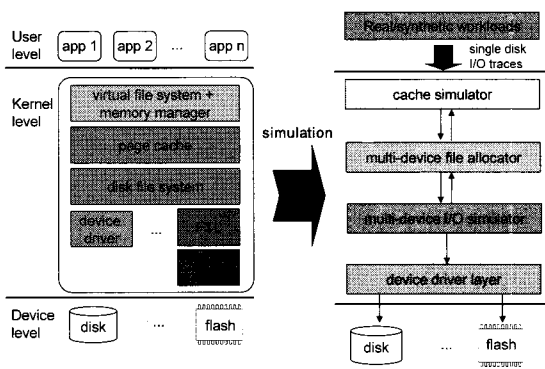 User level
app 1 app 2 ... app n
Kernel level
virtual file system + memory manager
page cache
disk file system
device driver
...
FTL
Device level
disk ... flash
simulation
Real/synthetic workloads
single disk I/O traces
cache simulator
multi-device file allocator
multi-device I/O simulator
device driver layer
disk ... flash